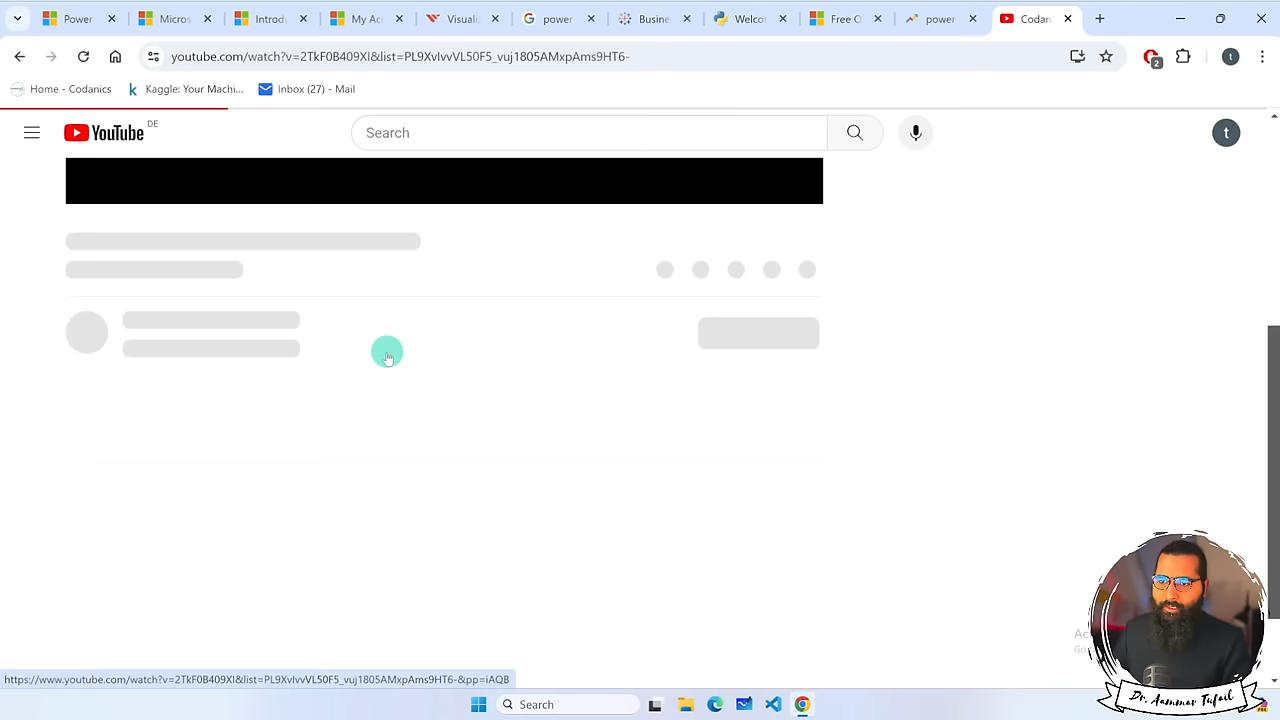 Power
Micros
Introd
My Ac
Visuali
power
Busine
Welco
Free O
power
Codan
youtube.com/watch?v=2TkF0B409XI&list=PL9XvIvvVL50F5_vuj1805AMxpAms9HT6-
2
t
Home - Codanics
Kaggle: Your Machi...
Inbox (27) - Mail
YouTube DE
Search
t
https://www.youtube.com/watch?v=2TkF0B409XI&list=PL9XvIvvVL50F5_vuj1805AMxpAms9HT6-&pp=iAQB
Dr. Aammar Tufail
Search